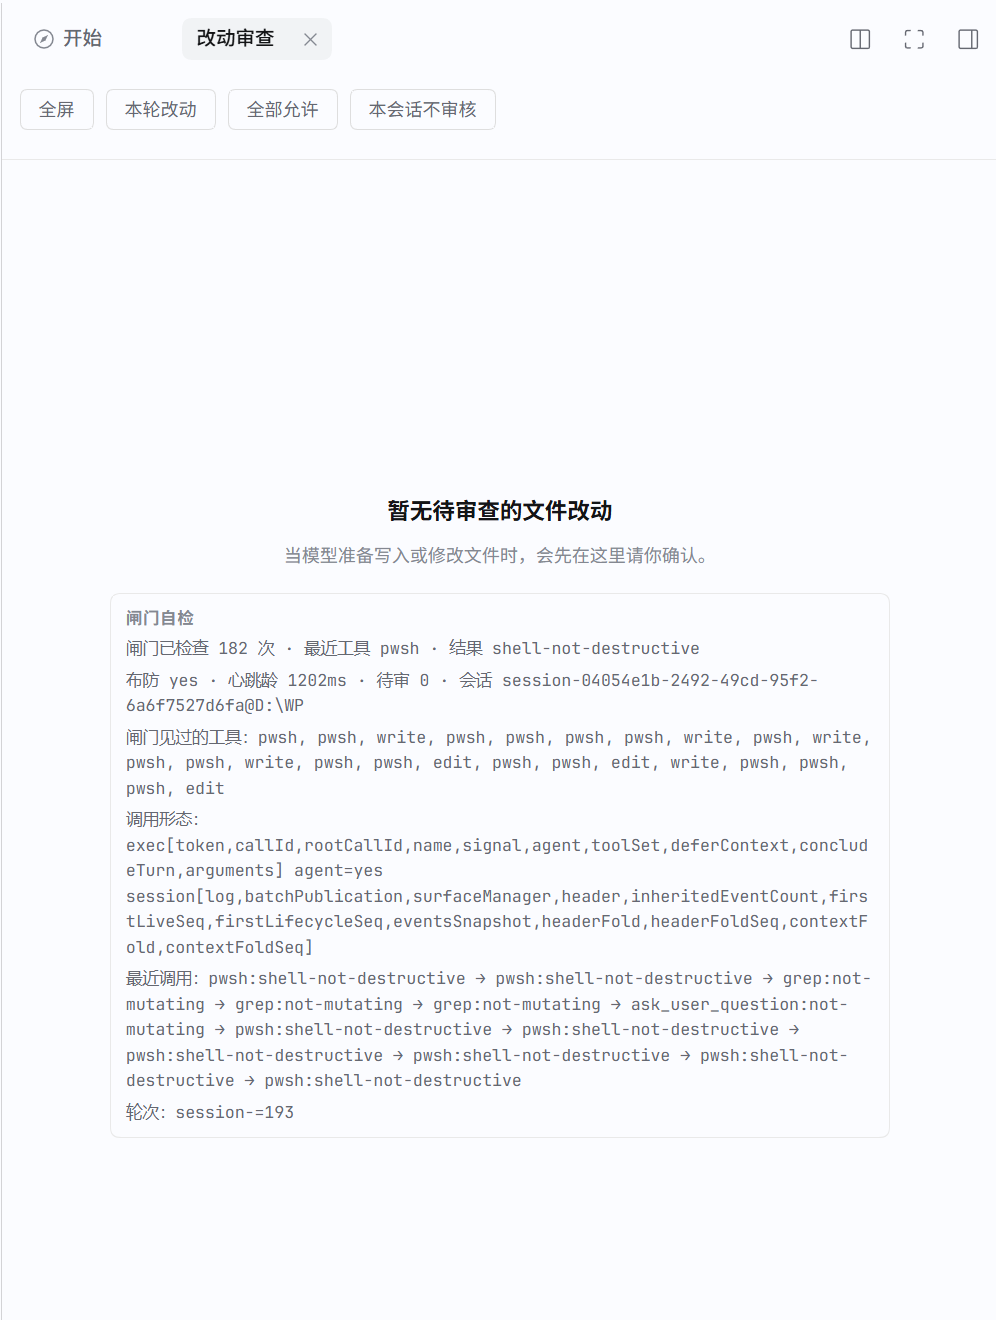 开始
改动审查
全屏
本轮改动
全部允许
本会话不审核
暂无待审查的文件改动
当模型准备写入或修改文件时，会先在这里请你确认。
闸门自检
闸门已检查 182 次 · 最近工具 pwsh · 结果 shell-not-destructive
布防 yes · 心跳龄 1202ms · 待审 0 · 会话 session-04054e1b-2492-49cd-95f2-
6a6f7527d6fa@D:\WP
闸门见过的工具：pwsh, pwsh, write, pwsh, pwsh, pwsh, pwsh, write, pwsh, write,
pwsh, pwsh, write, pwsh, pwsh, edit, pwsh, pwsh, edit, write, pwsh, pwsh,
pwsh, edit
调用形态：
exec[token,callId,rootCallId,name,signal,agent,toolSet,deferContext,conclud
eTurn,arguments] agent=yes
session[log,batchPublication,surfaceManager,header,inheritedEventCount,firs
tLiveSeq,firstLifecycleSeq,eventsSnapshot,headerFold,headerFoldSeq,contextF
old,contextFoldSeq]
最近调用：pwsh:shell-not-destructive → pwsh:shell-not-destructive → grep:not-
mutating → grep:not-mutating → grep:not-mutating → ask_user_question:not-
mutating → pwsh:shell-not-destructive → pwsh:shell-not-destructive →
pwsh:shell-not-destructive → pwsh:shell-not-destructive → pwsh:shell-not-
destructive → pwsh:shell-not-destructive
轮次：session-=193